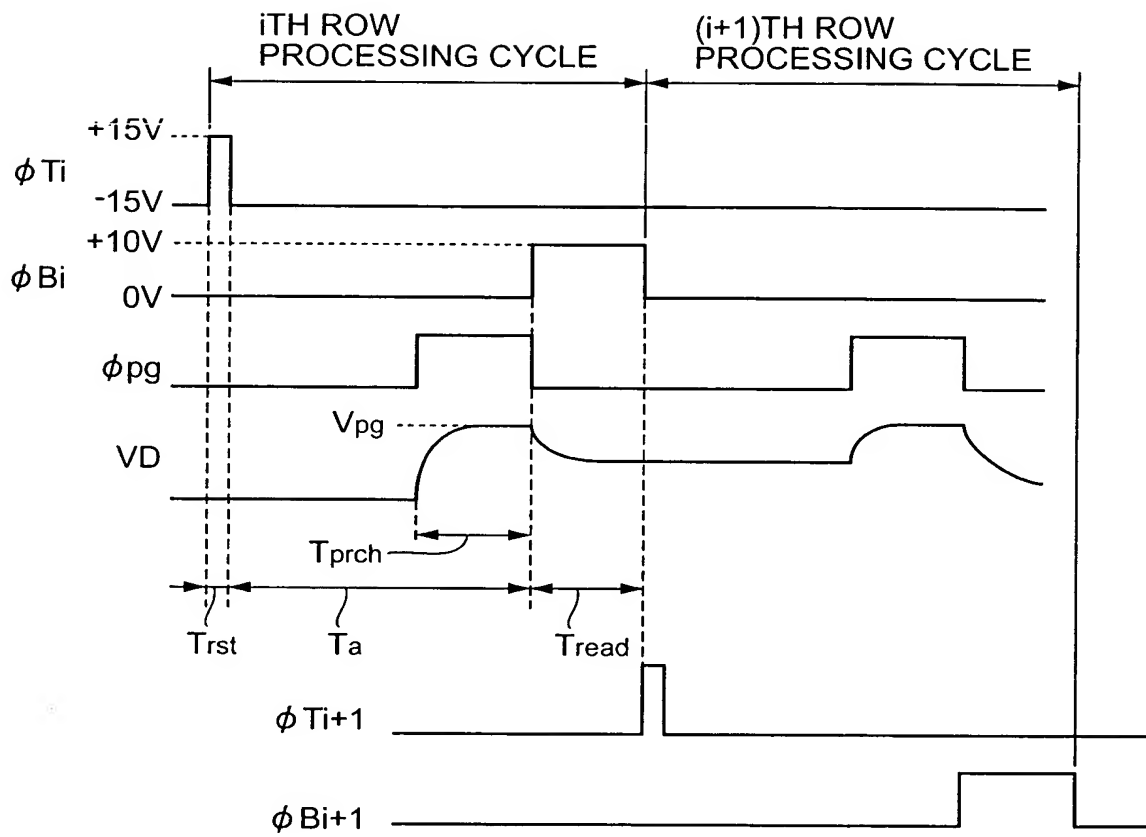 iTH ROW
PROCESSING CYCLE
(i+1)TH ROW
PROCESSING CYCLE
+15V
ϕTi
-15V
+10V
ϕBi
0V
ϕpg
Vpg
VD
Tprch
Trst
Ta
Tread
ϕTi+1
ϕBi+1